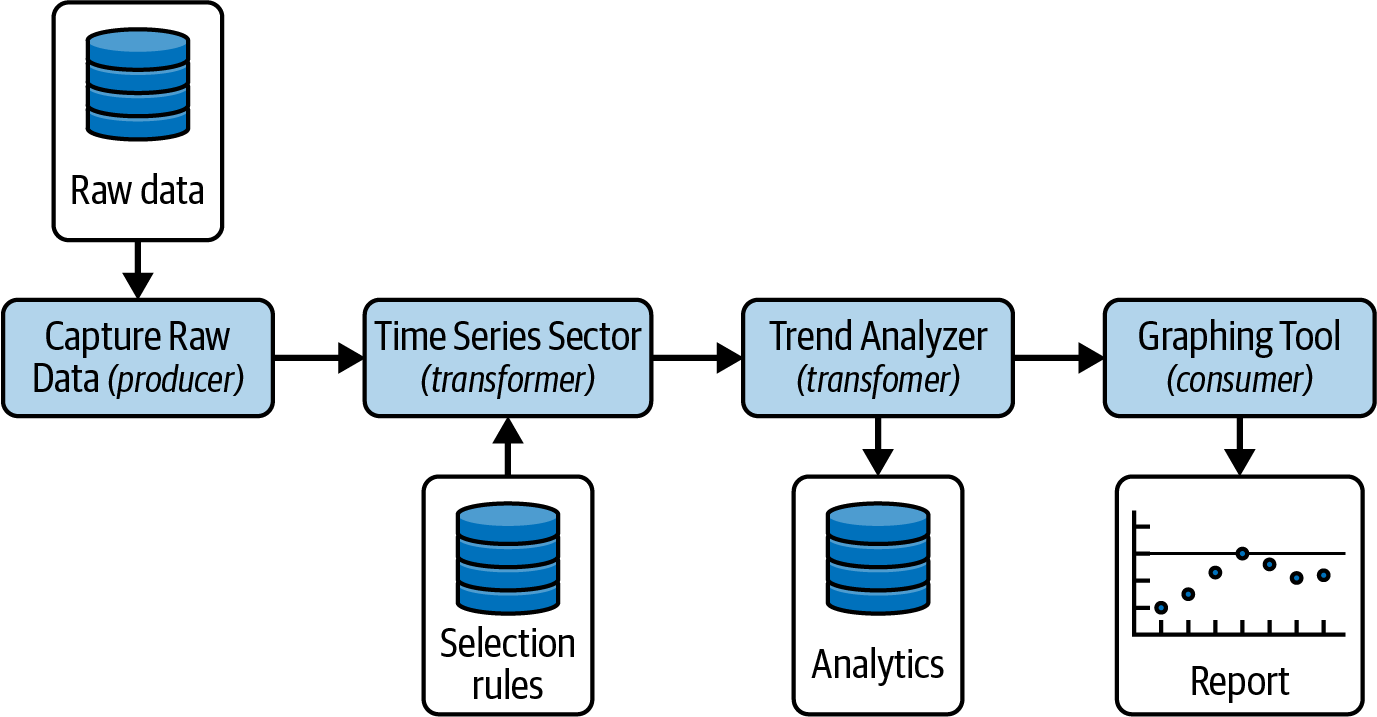 Raw data
Capture Raw
Data (producer)
Time Series Sector
(transformer)
Trend Analyzer
(transfomer)
Graphing Tool
(consumer)
Selection
rules
Analytics
Report